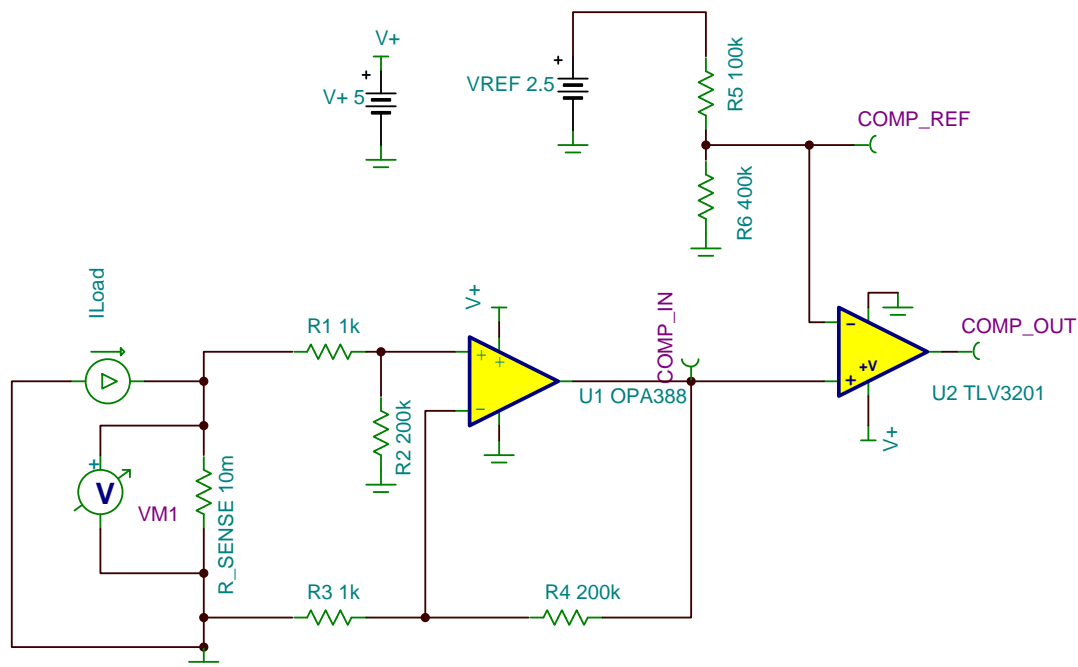 V+
+
V+ 5
+
VREF 2.5
R5 100k
COMP_REF
R6 400k
ILoad
R1 1k
V+
+
+
-
R2 200k
U1 OPA388
COMP_IN
-
+
+V
COMP_OUT
U2 TLV3201
V+
+
V
VM1
R_SENSE 10m
R3 1k
R4 200k